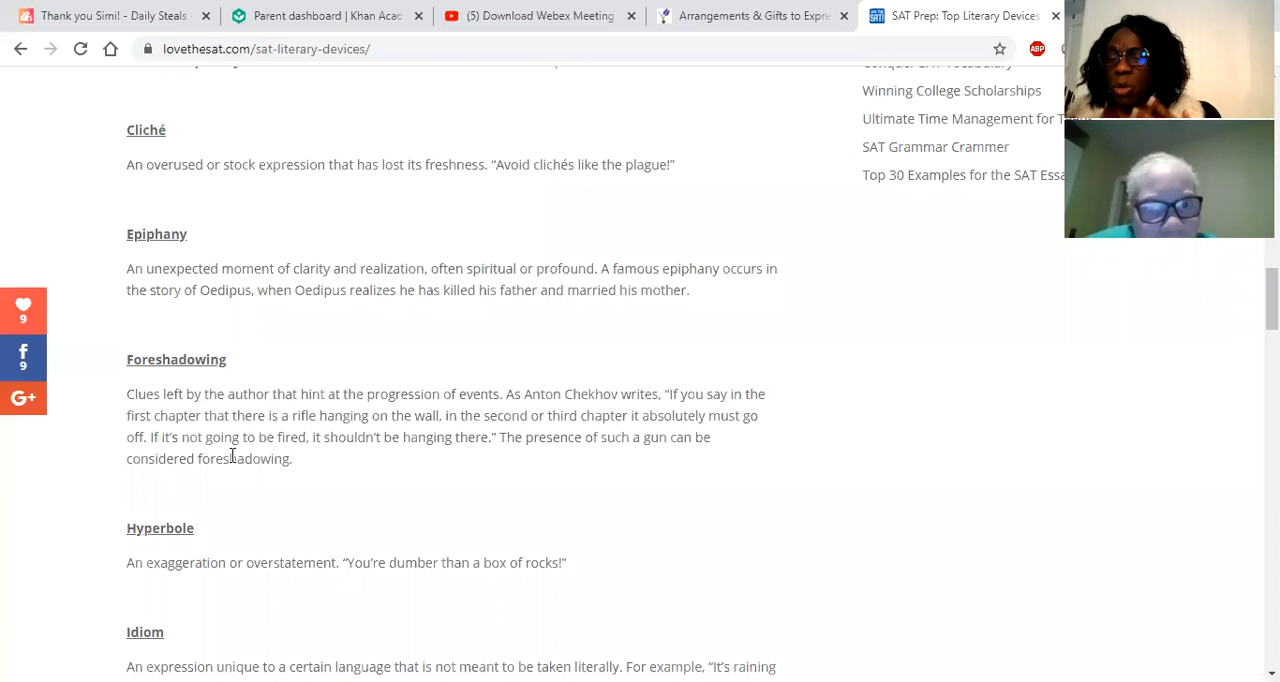 Thank you Simi! - Daily Steals
Parent dashboard | Khan Aca
(5) Download Webex Meeting
Arrangements & Gifts to Expre
SAT Prep: Top Literary Devices
lovethesat.com/sat-literary-devices/
ABP
Winning College Scholarships
Ultimate Time Management for
SAT Grammar Crammer
Top 30 Examples for the SAT Essa
Cliché
An overused or stock expression that has lost its freshness. “Avoid clichés like the plague!”
Epiphany
An unexpected moment of clarity and realization, often spiritual or profound. A famous epiphany occurs in
the story of Oedipus, when Oedipus realizes he has killed his father and married his mother.
9
f
9
G+
Foreshadowing
Clues left by the author that hint at the progression of events. As Anton Chekhov writes, “If you say in the
first chapter that there is a rifle hanging on the wall, in the second or third chapter it absolutely must go
off. If it’s not going to be fired, it shouldn’t be hanging there.” The presence of such a gun can be
considered foreshadowing.
Hyperbole
An exaggeration or overstatement. “You’re dumber than a box of rocks!”
Idiom
An expression unique to a certain language that is not meant to be taken literally. For example, “It’s raining